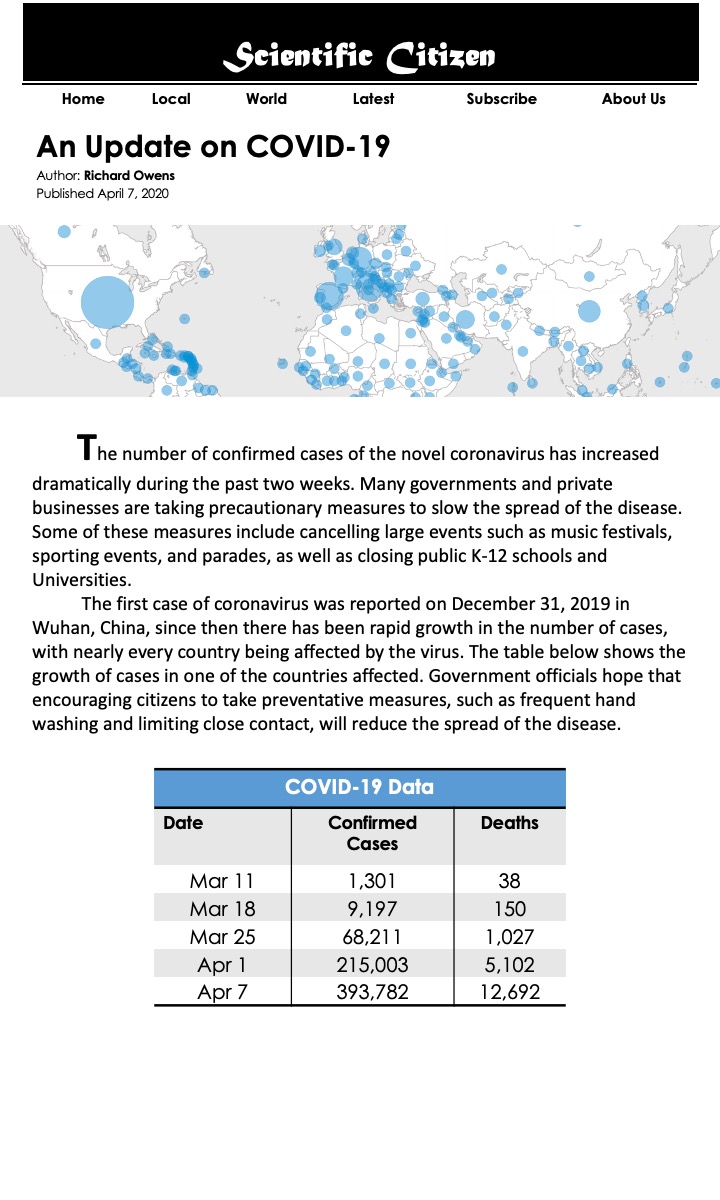 Scientific Citizen
Home Local World Latest Subscribe About Us
An Update on COVID-19
Author: Richard Owens
Published April 7, 2020
The number of confirmed cases of the novel coronavirus has increased
dramatically during the past two weeks. Many governments and private
businesses are taking precautionary measures to slow the spread of the disease.
Some of these measures include cancelling large events such as music festivals,
sporting events, and parades, as well as closing public K-12 schools and
Universities.
The first case of coronavirus was reported on December 31, 2019 in
Wuhan, China, since then there has been rapid growth in the number of cases,
with nearly every country being affected by the virus. The table below shows the
growth of cases in one of the countries affected. Government officials hope that
encouraging citizens to take preventative measures, such as frequent hand
washing and limiting close contact, will reduce the spread of the disease.
COVID-19 Data
Date Confirmed Deaths
Cases
Mar 11 1,301 38
Mar 18 9,197 150
Mar 25 68,211 1,027
Apr 1 215,003 5,102
Apr 7 393,782 12,692